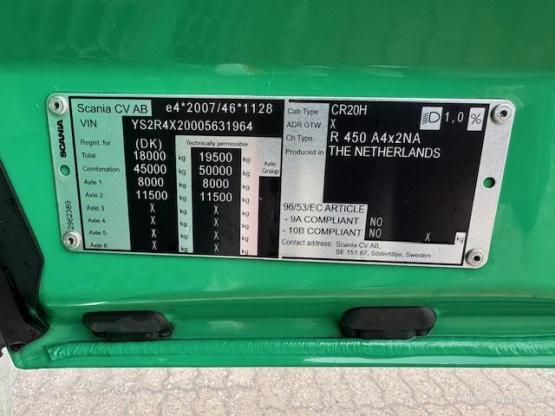 Scania CV AB e4*2007/46*1128
VIN YS2R4X20005631964
Regist. for (DK) Technically permissible
Total 18000 kg 19500 kg Axle Group
Combination 45000 kg 50000 kg
Axle 1 8000 kg 8000 kg
Axle 2 11500 kg 11500 kg
Axle 3 X kg X kg
Axle 4 X kg X kg
Axle 5 X kg X kg
Axle 6 X kg X kg
SCANIA
2962389
Cab Type CR20H 1,0 %
ADR GTW X
Ch Type. R 450 A4x2NA
Produced in THE NETHERLANDS
96/53/EC ARTICLE
- 9A COMPLIANT NO
- 10B COMPLIANT NO X kg
Contact address: Scania CV AB,
SE 151 87, Södertälje, Sweden